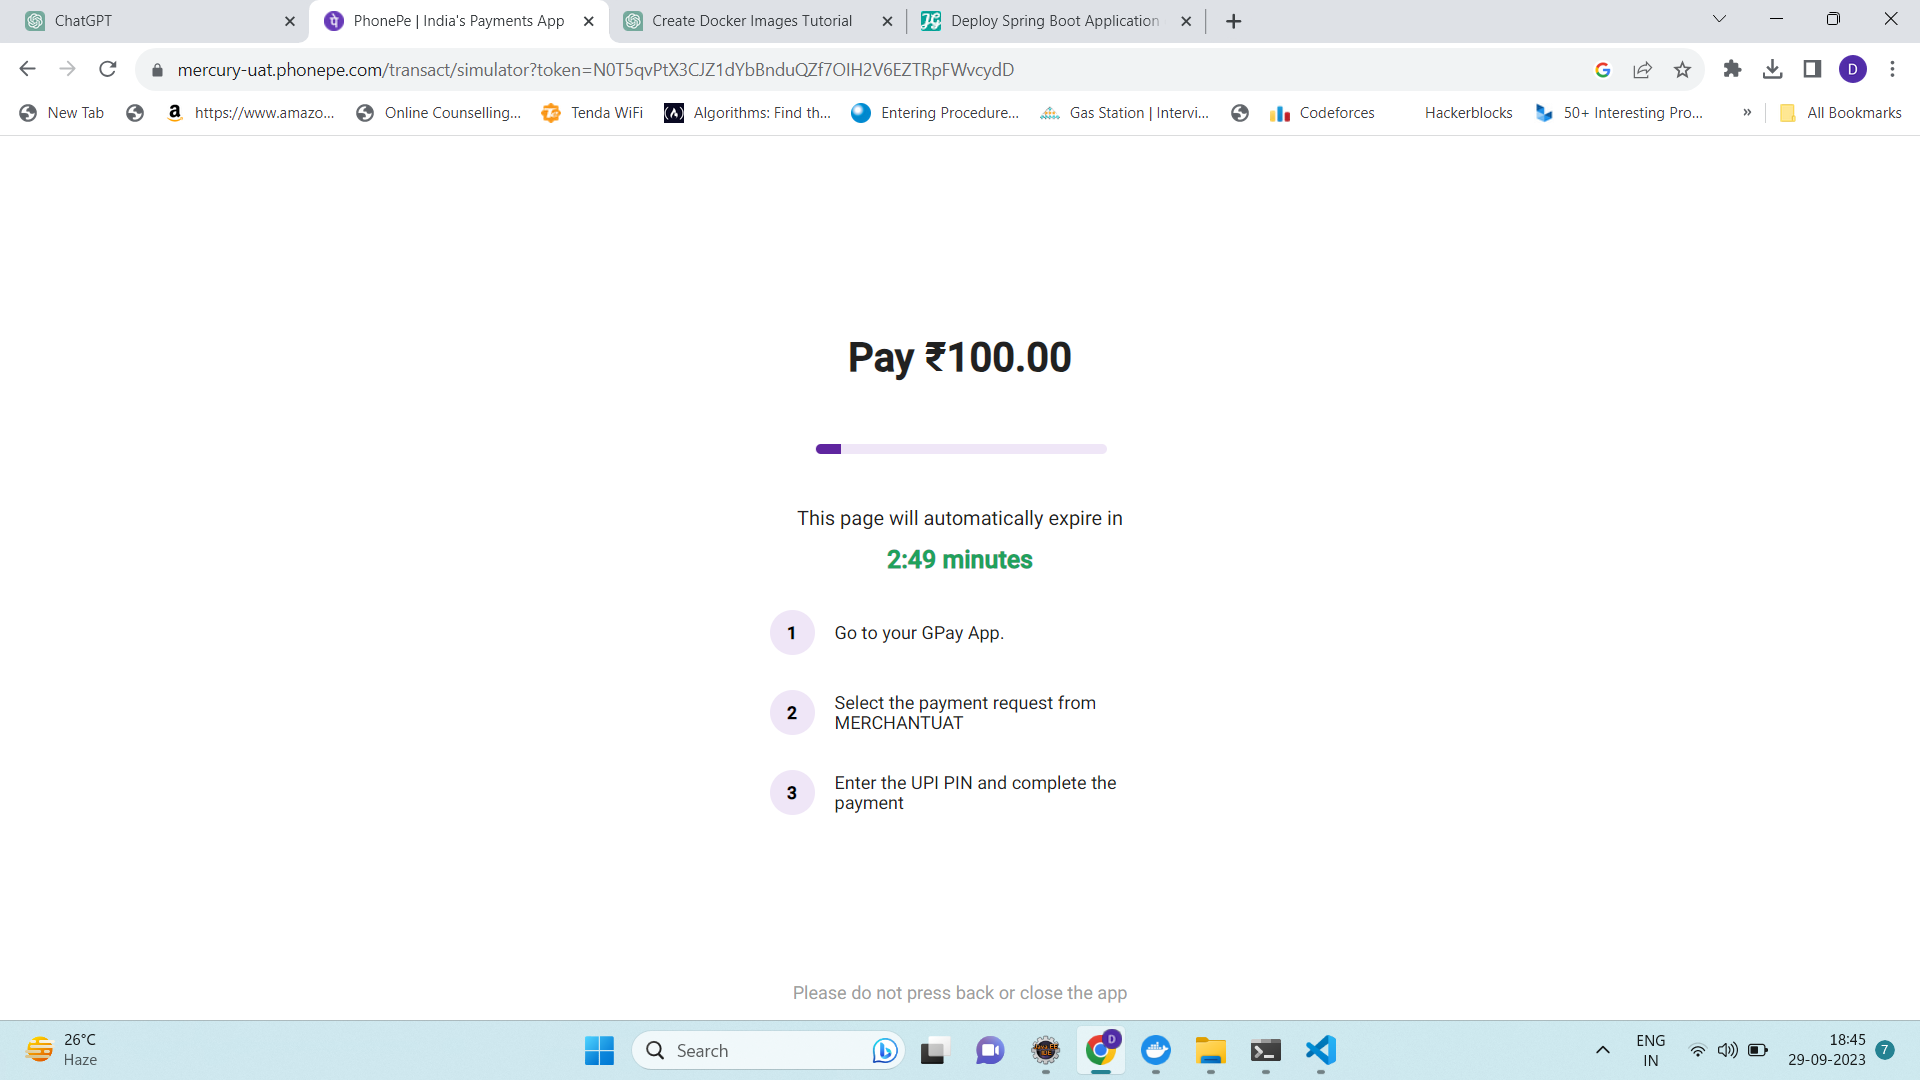 ChatGPT
PhonePe | India's Payments App
Create Docker Images Tutorial
Deploy Spring Boot Application
mercury-uat.phonepe.com/transact/simulator?token=N0T5qvPtX3CJZ1dYbBnduQZf7OIH2V6EZTRpFWvcydD
D
New Tab
https://www.amazo...
Online Counselling...
Tenda WiFi
Algorithms: Find th...
Entering Procedure...
Gas Station | Intervi...
Codeforces
Hackerblocks
50+ Interesting Pro...
»
All Bookmarks
Pay ₹100.00
This page will automatically expire in
2:49 minutes
1
Go to your GPay App.
2
Select the payment request from
MERCHANTUAT
3
Enter the UPI PIN and complete the
payment
Please do not press back or close the app
26°C
Haze
Search
D
ENG
IN
18:45
29-09-2023
7